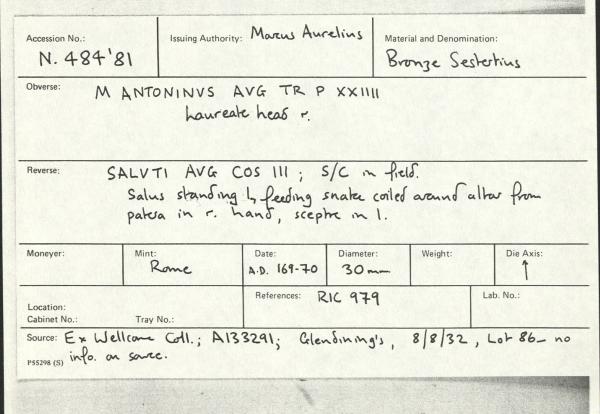 Accession No.: N. 484'81
Issuing Authority: Marcus Aurelius
Material and Denomination: Bronze Sestertius
Obverse: M ANTONINVS AVG TR P XXIIII
Laureate head r.
Reverse: SALVTI AVG COS III ; S/C in field.
Salus standing l, feeding snake coiled around altar from
patera in r. hand, sceptre in l.
Moneyer:
Mint: Rome
Date: A.D. 169-70
Diameter: 30mm
Weight:
Die Axis: ↑
Location:
Cabinet No.: Tray No.:
References: RIC 979
Lab. No.:
Source: Ex Wellcome Coll.; A133291; Glendining's, 8/8/32, Lot 86 – no
P55298 (S) info. on source.